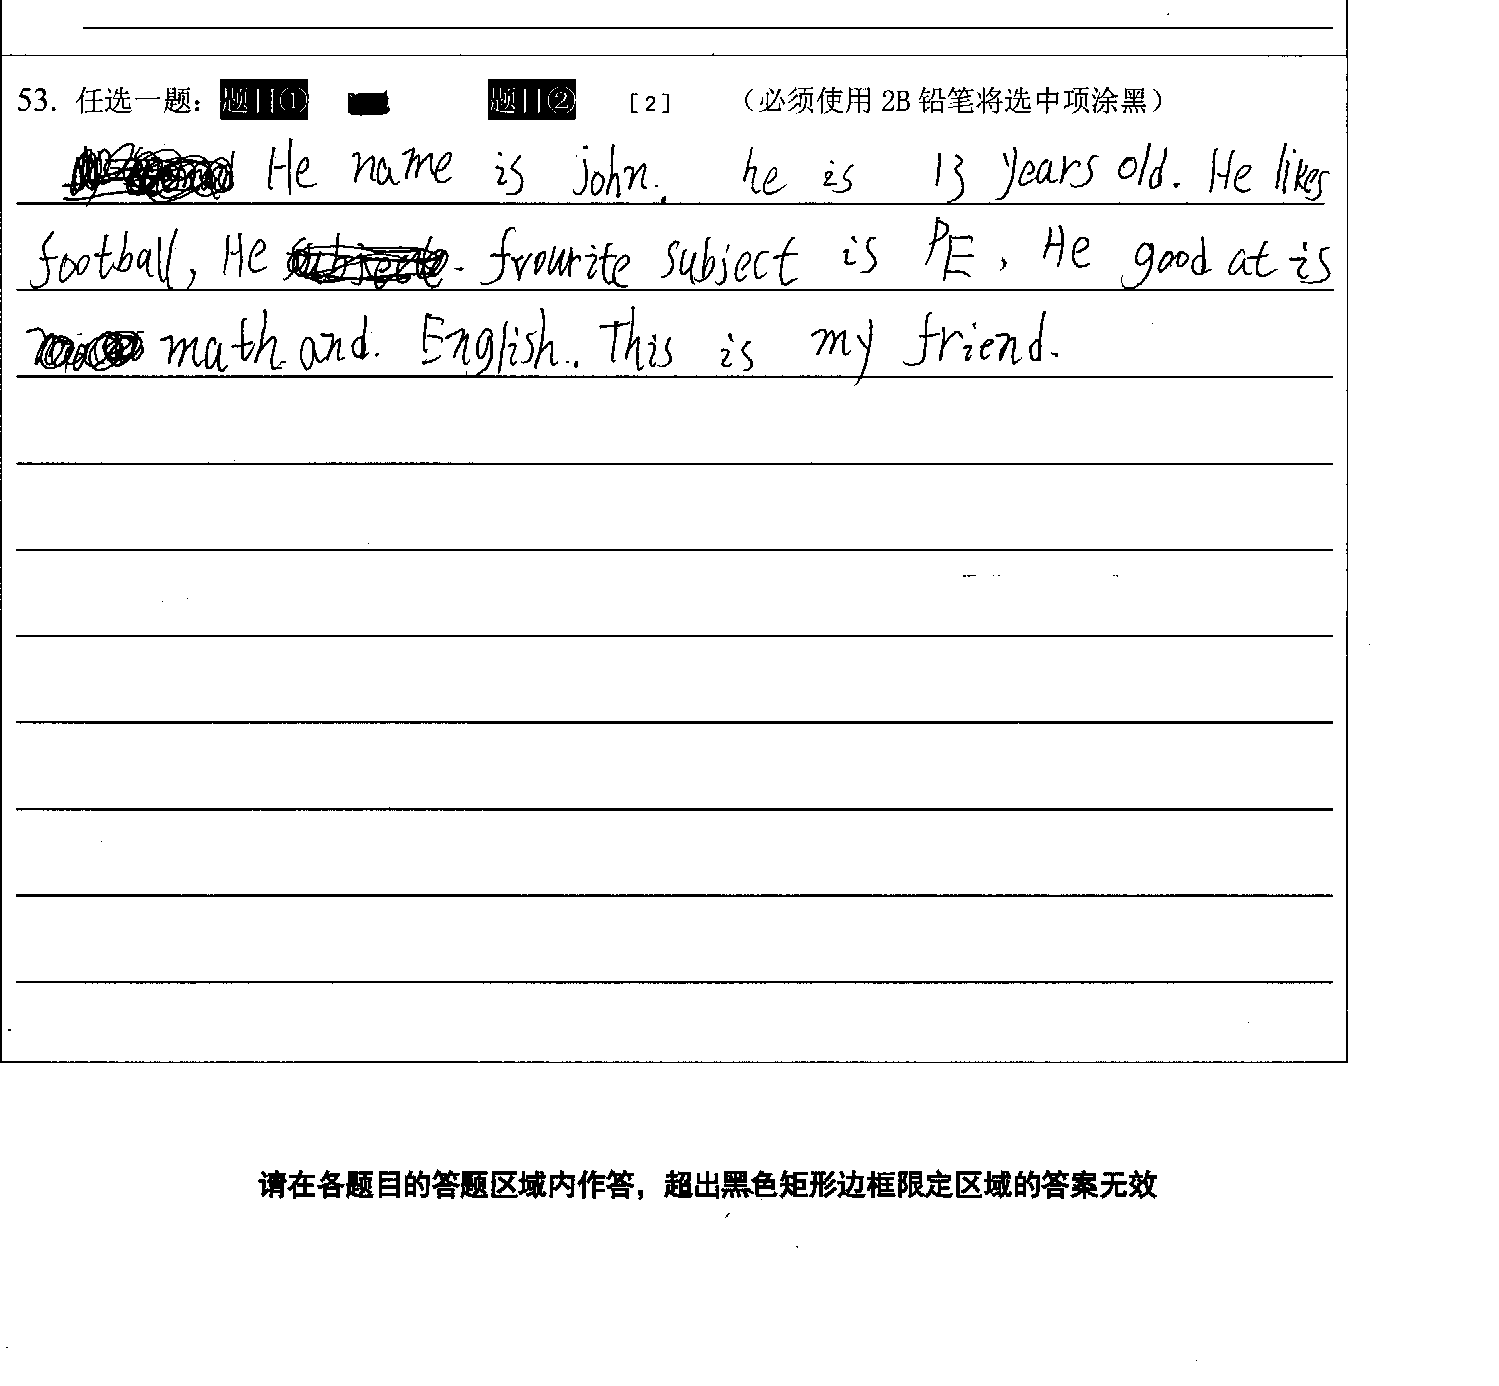 53. 任选一题： 题目① 题目② [2] （必须使用 2B 铅笔将选中项涂黑）
He name is john. he is 13 years old. He likes
football, He frourite subject is PE, He good at is
math and. English.. This is my friend.
请在各题目的答题区域内作答，超出黑色矩形边框限定区域的答案无效